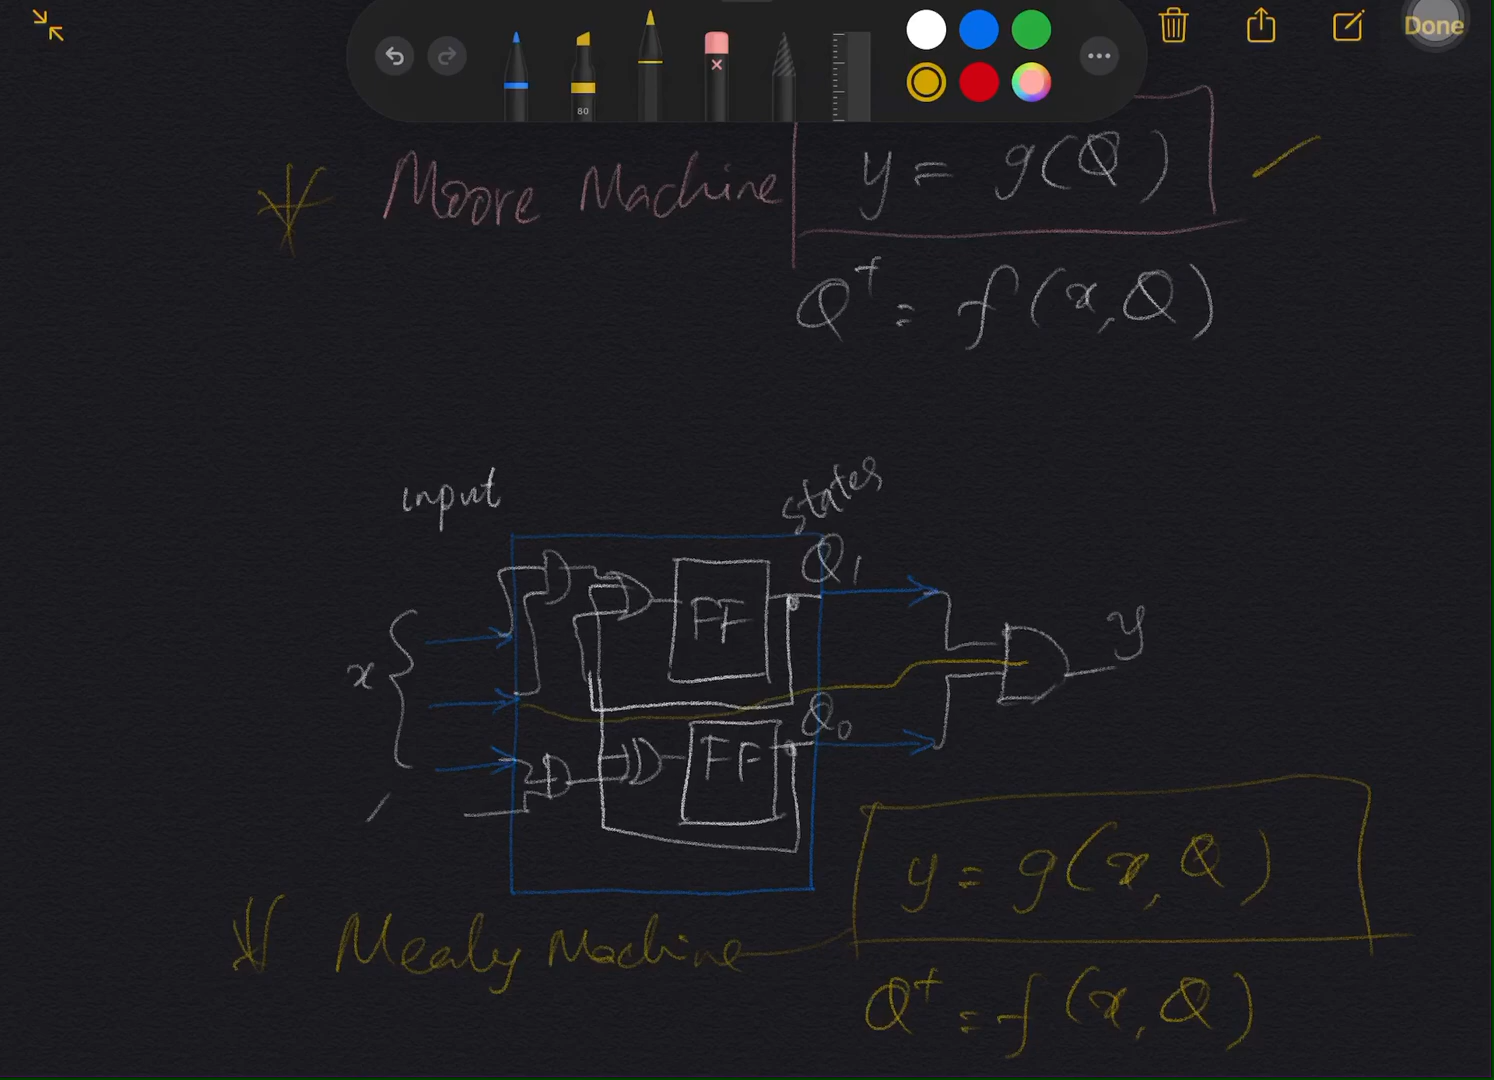 Done
80
Moore Machine y = g(Q)
Q⁺ = f(x, Q)
input
states
Q₁
FF
x
y
Q₀
FF
y = g(x, Q)
Mealy Machine
Q⁺ = f(x, Q)